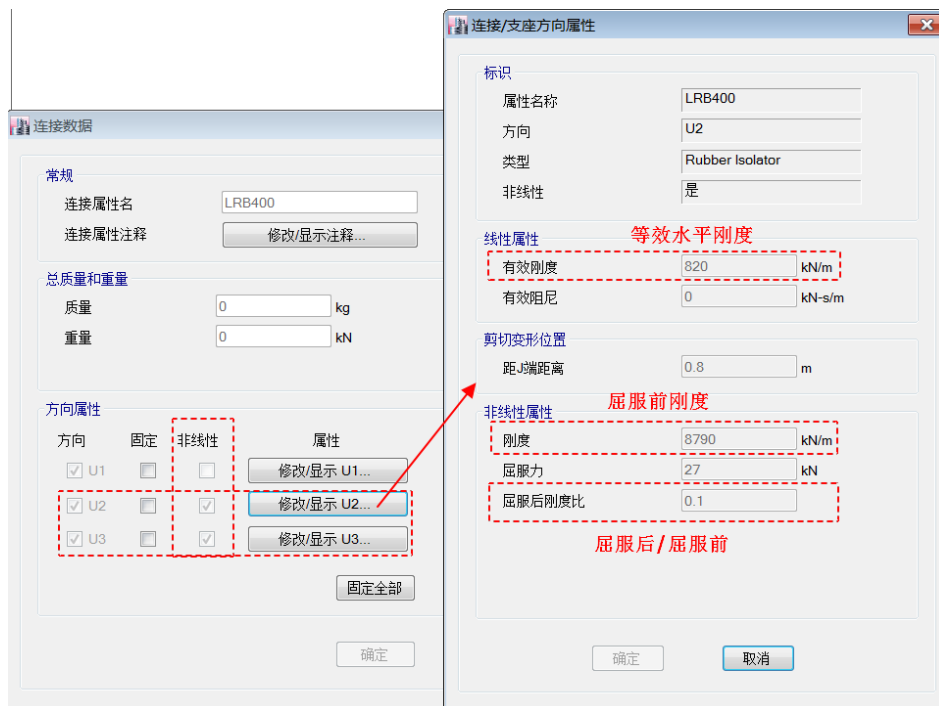 连接数据
常规
连接属性名 LRB400
连接属性注释 修改/显示注释...
总质量和重量
质量 0 kg
重量 0 kN
方向属性
方向 固定 非线性 属性
U1 修改/显示 U1...
U2 修改/显示 U2...
U3 修改/显示 U3...
固定全部
确定
连接/支座方向属性
标识
属性名称 LRB400
方向 U2
类型 Rubber Isolator
非线性 是
线性属性 等效水平刚度
有效刚度 820 kN/m
有效阻尼 0 kN-s/m
剪切变形位置
距J端距离 0.8 m
非线性属性 屈服前刚度
刚度 8790 kN/m
屈服力 27 kN
屈服后刚度比 0.1
屈服后/屈服前
确定 取消